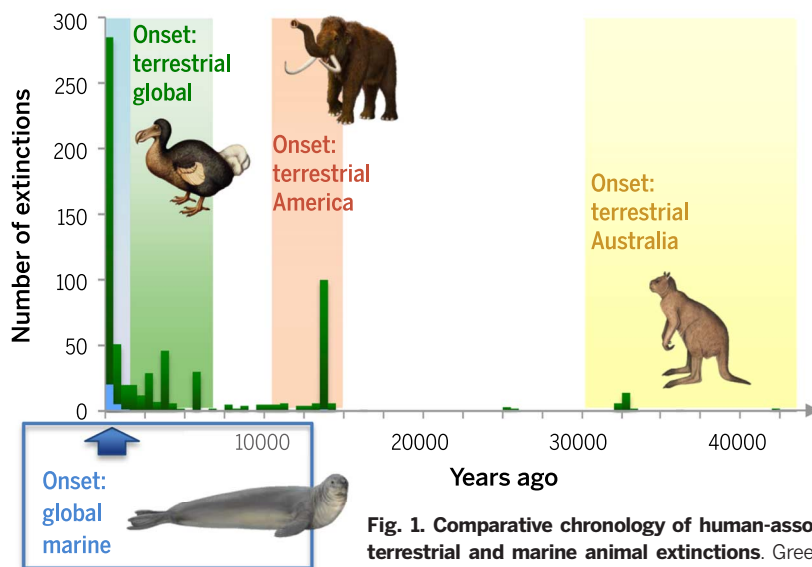 300
250
200
150
100
50
0
Number of extinctions
Onset:
terrestrial
global
Onset:
terrestrial
America
Onset:
terrestrial
Australia
10000
20000
30000
40000
Years ago
Onset:
global
marine
Fig. 1. Comparative chronology of human-asso
terrestrial and marine animal extinctions. Gree